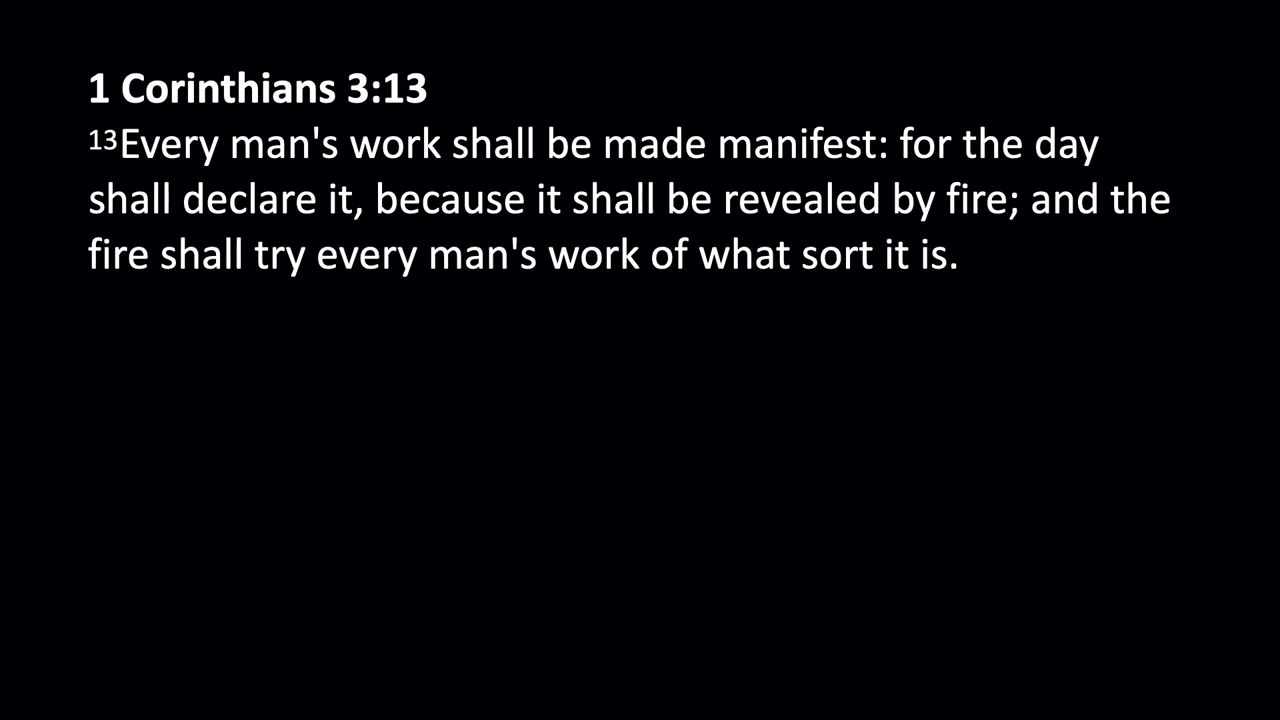 1 Corinthians 3:13
13Every man's work shall be made manifest: for the day
shall declare it, because it shall be revealed by fire; and the
fire shall try every man's work of what sort it is.